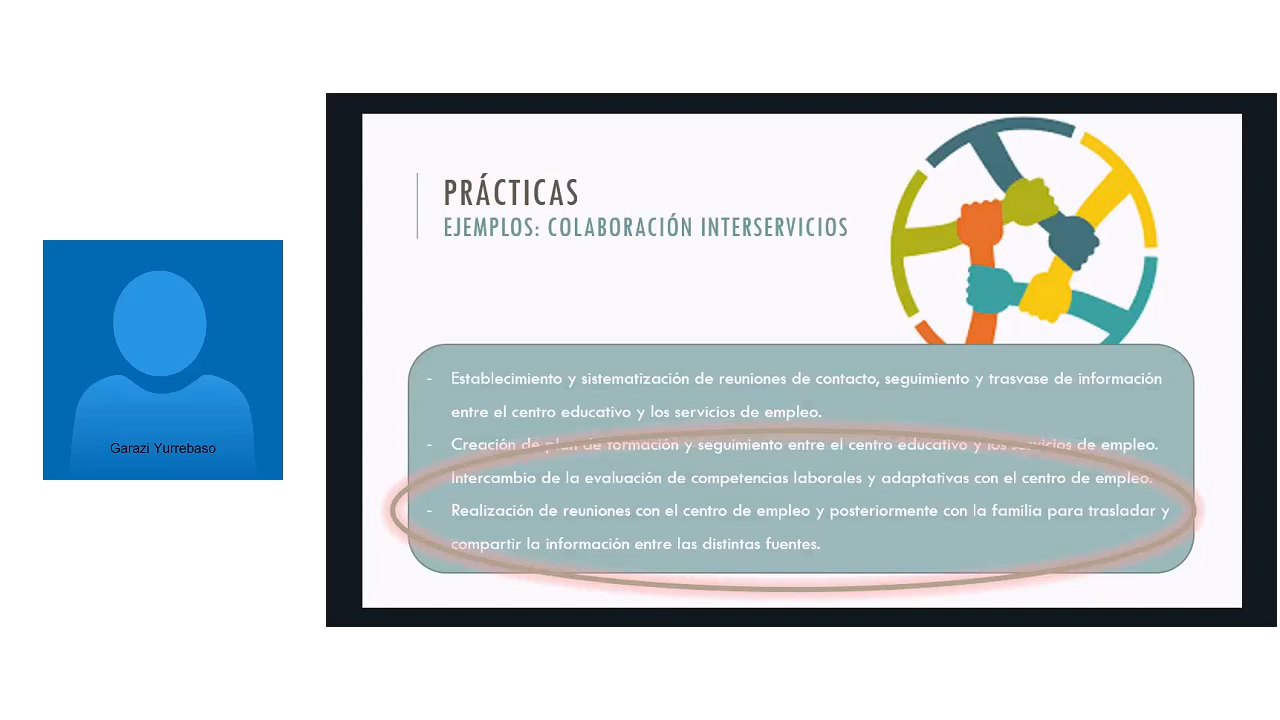 PRÁCTICAS
EJEMPLOS: COLABORACIÓN INTERSERVICIOS
- Establecimiento y sistematización de reuniones de contacto, seguimiento y trasvase de información
entre el centro educativo y los servicios de empleo.
- Creación de plan de formación y seguimiento entre el centro educativo y los servicios de empleo.
Intercambio de la evaluación de competencias laborales y adaptativas con el centro de empleo.
- Realización de reuniones con el centro de empleo y posteriormente con la familia para trasladar y
compartir la información entre las distintas fuentes.
Garazi Yurrebaso